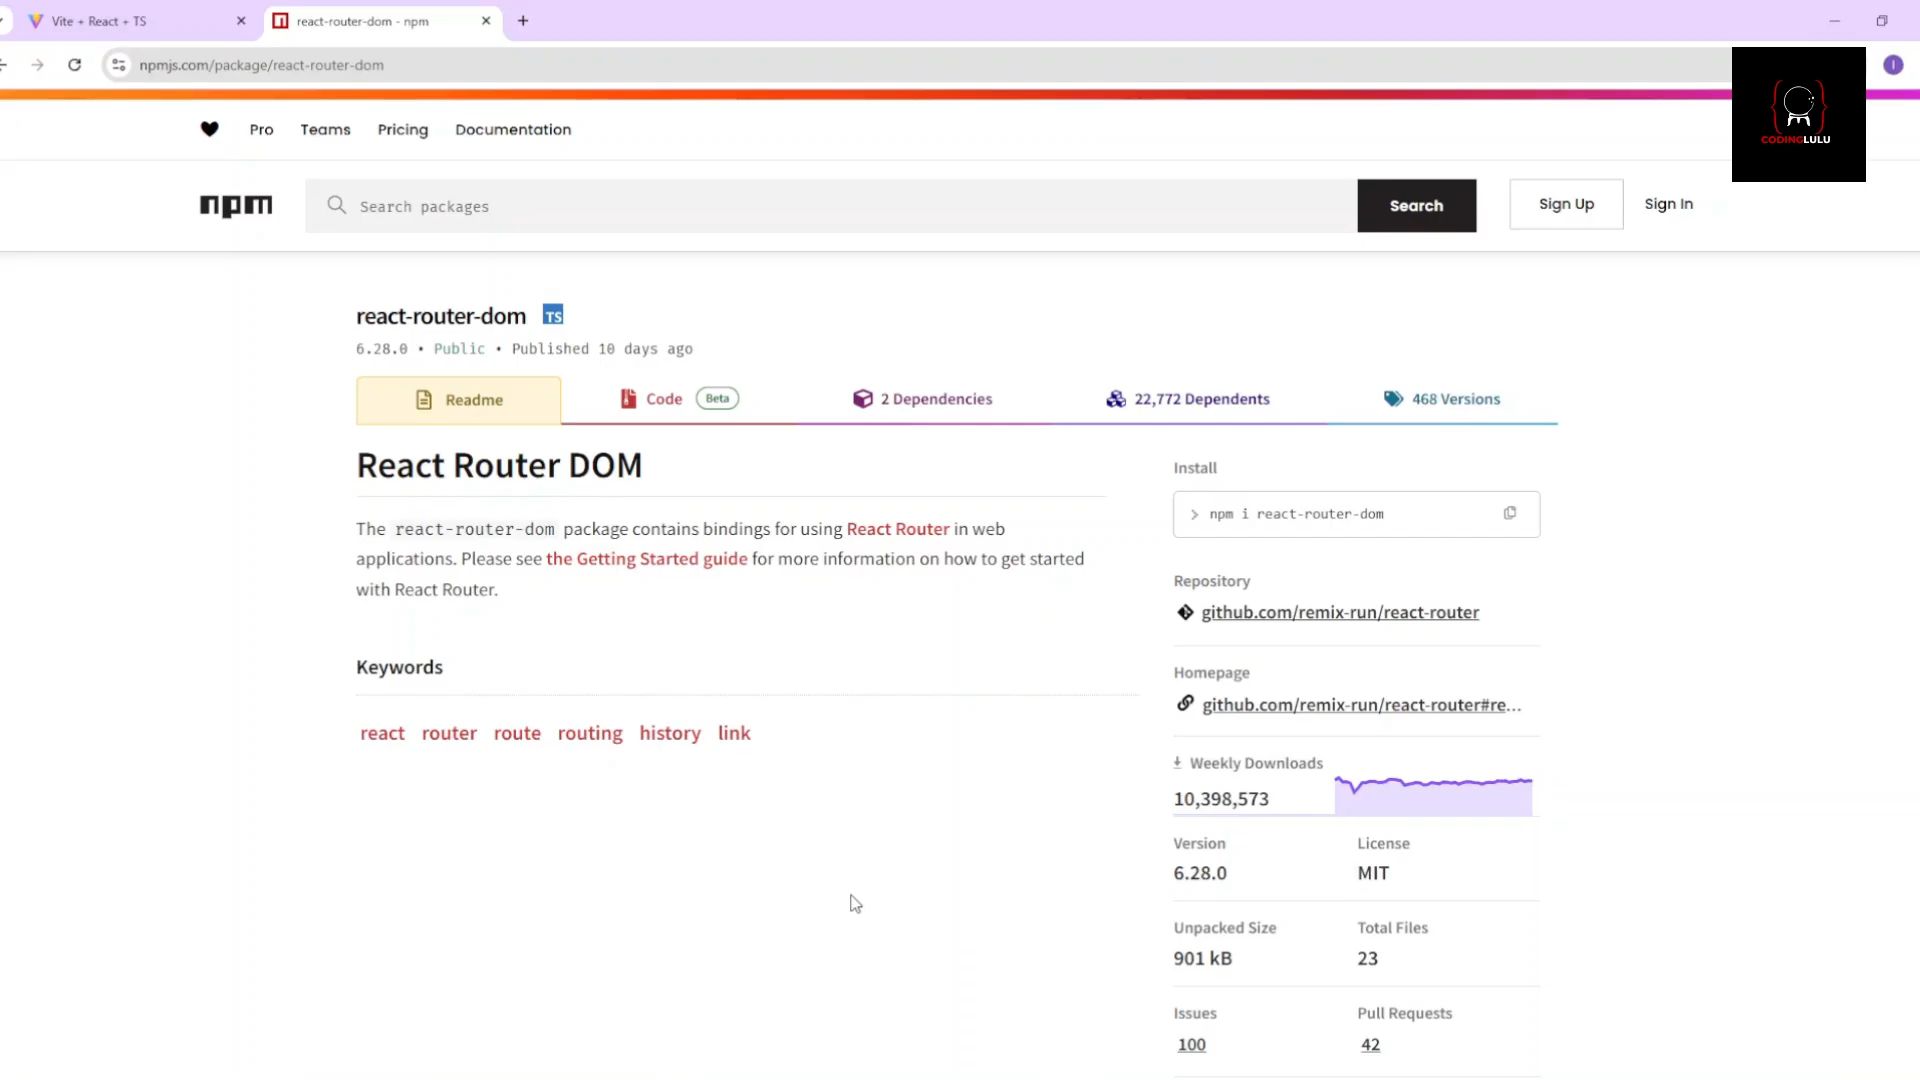 Vite + React + TS
react-router-dom - npm
npmjs.com/package/react-router-dom
I
CODINGLULU
Pro Teams Pricing Documentation
npm
Search packages
Search
Sign Up
Sign In
react-router-dom TS
6.28.0 • Public • Published 10 days ago
Readme
Code Beta
2 Dependencies
22,772 Dependents
468 Versions
React Router DOM
The react-router-dom package contains bindings for using React Router in web
applications. Please see the Getting Started guide for more information on how to get started
with React Router.
Keywords
react router route routing history link
Install
> npm i react-router-dom
Repository
github.com/remix-run/react-router
Homepage
github.com/remix-run/react-router#re...
Weekly Downloads
10,398,573
Version License
6.28.0 MIT
Unpacked Size Total Files
901 kB 23
Issues Pull Requests
100 42